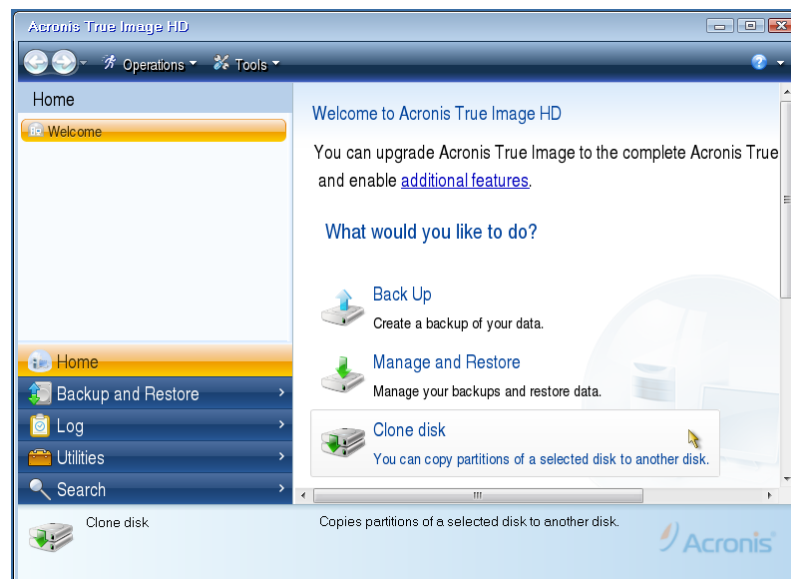 Acronis True Image HD
Operations Tools
Home
Welcome
Home
Backup and Restore
Log
Utilities
Search
Welcome to Acronis True Image HD
You can upgrade Acronis True Image to the complete Acronis True
and enable additional features.
What would you like to do?
Back Up
Create a backup of your data.
Manage and Restore
Manage your backups and restore data.
Clone disk
You can copy partitions of a selected disk to another disk.
Clone disk
Copies partitions of a selected disk to another disk.
Acronis